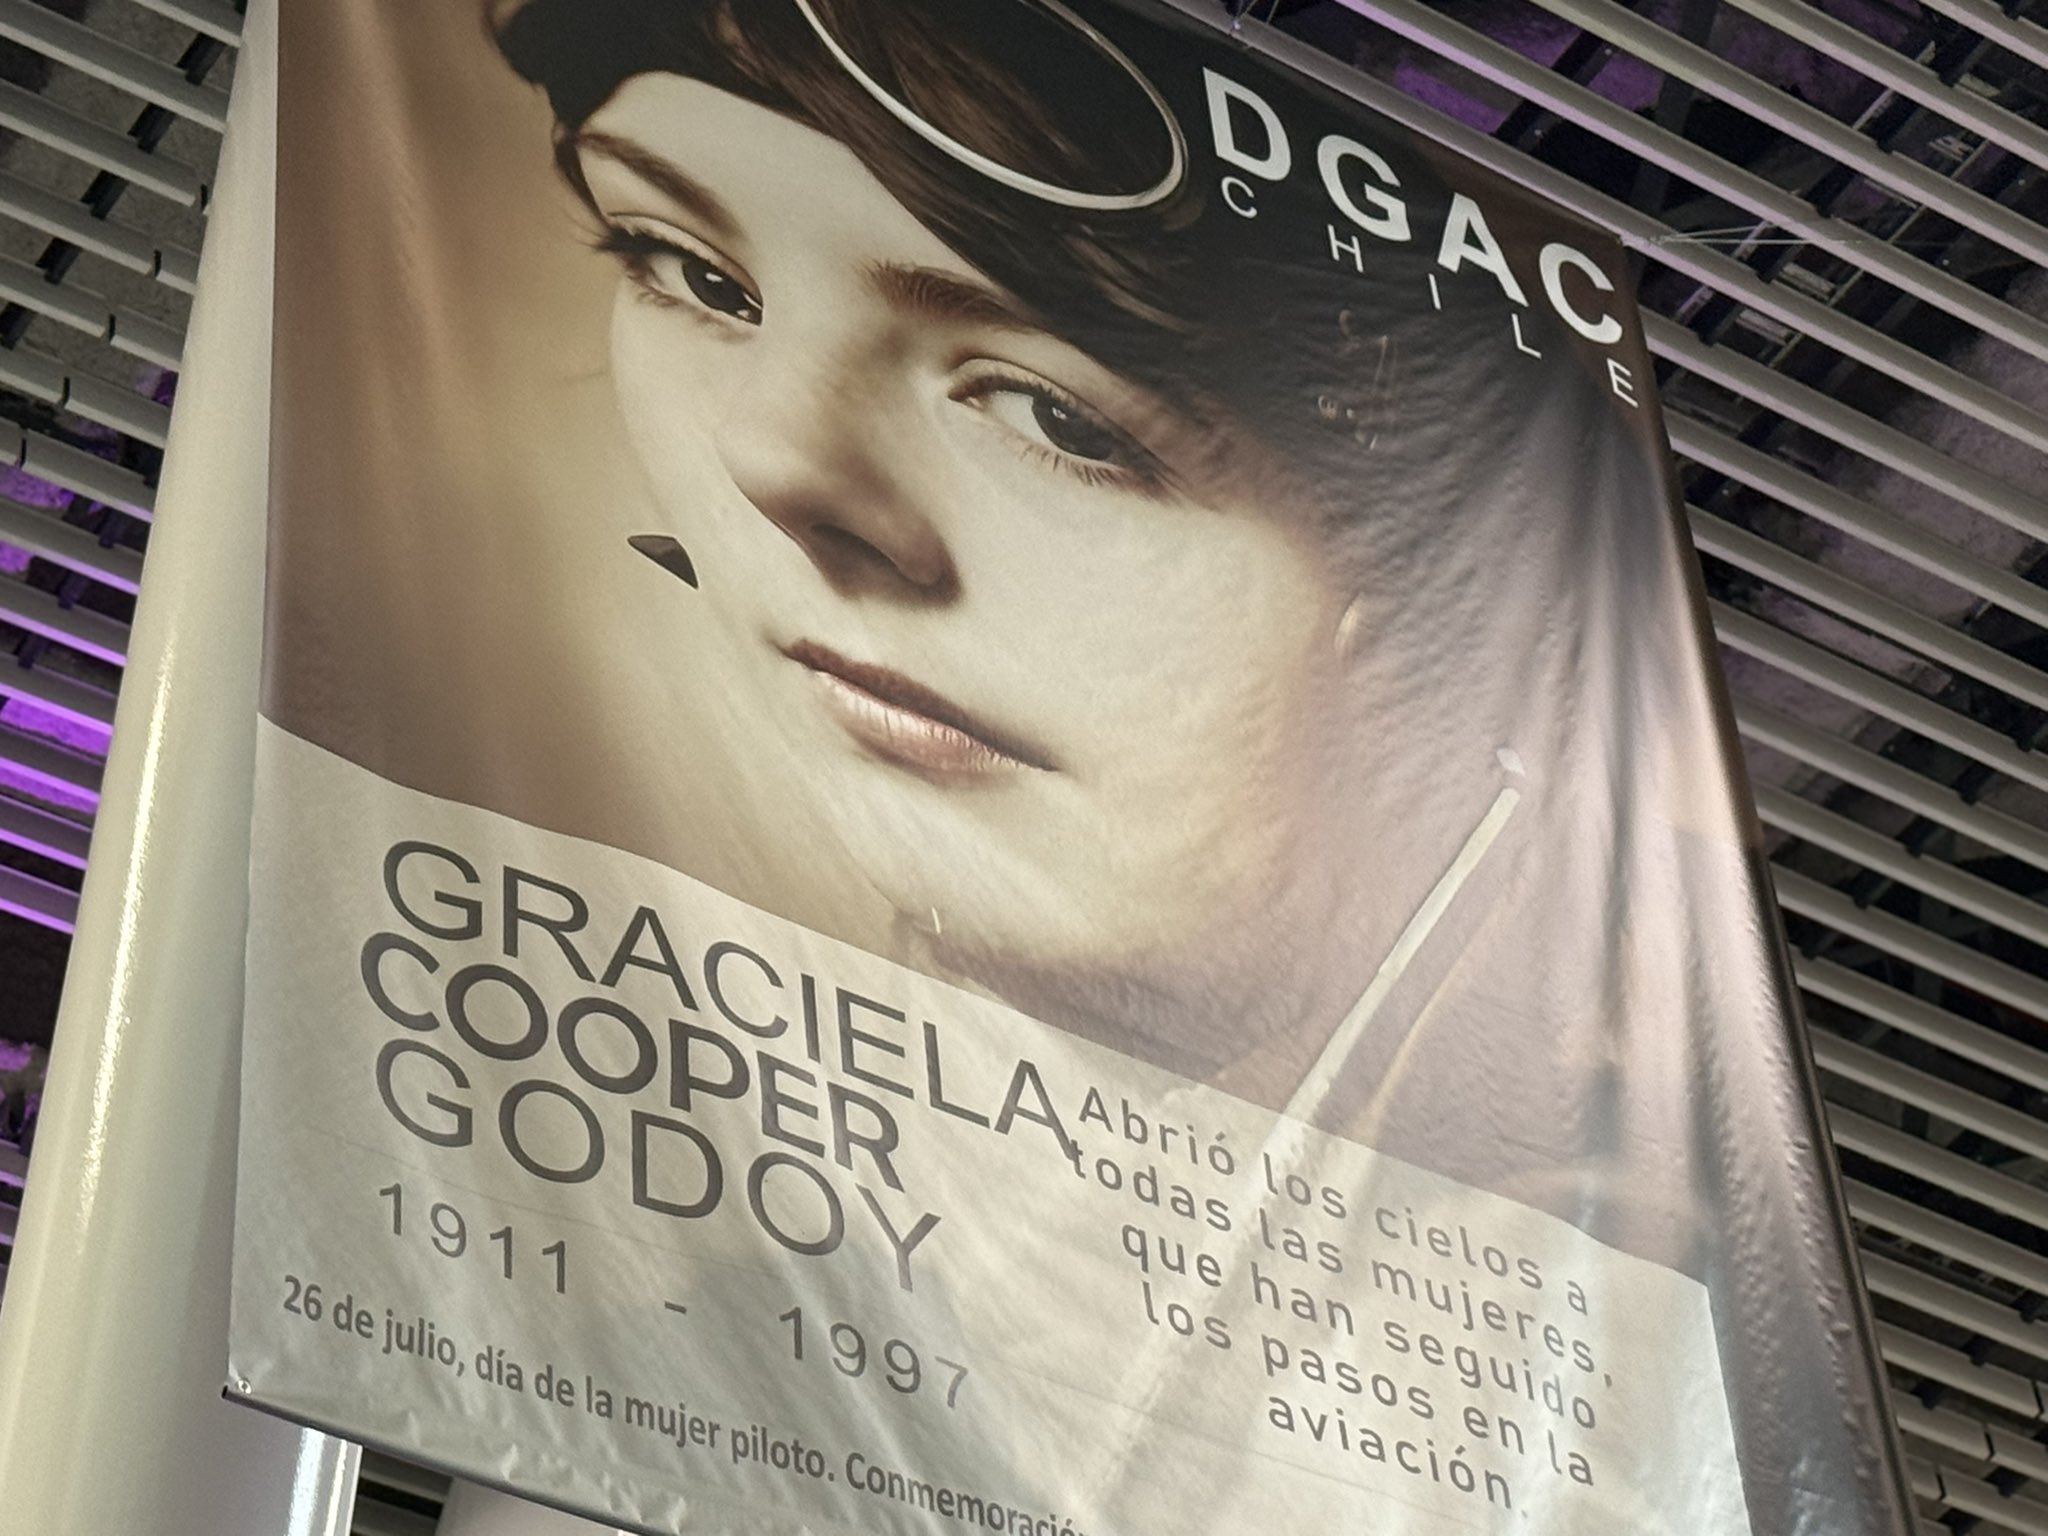 DGAC
CHILE
GRACIELA
COOPER
GODOY
1911 - 1997
Abrió los cielos a
todas las mujeres,
que han seguido
los pasos en la
aviación.
26 de julio, día de la mujer piloto. Conmemoració